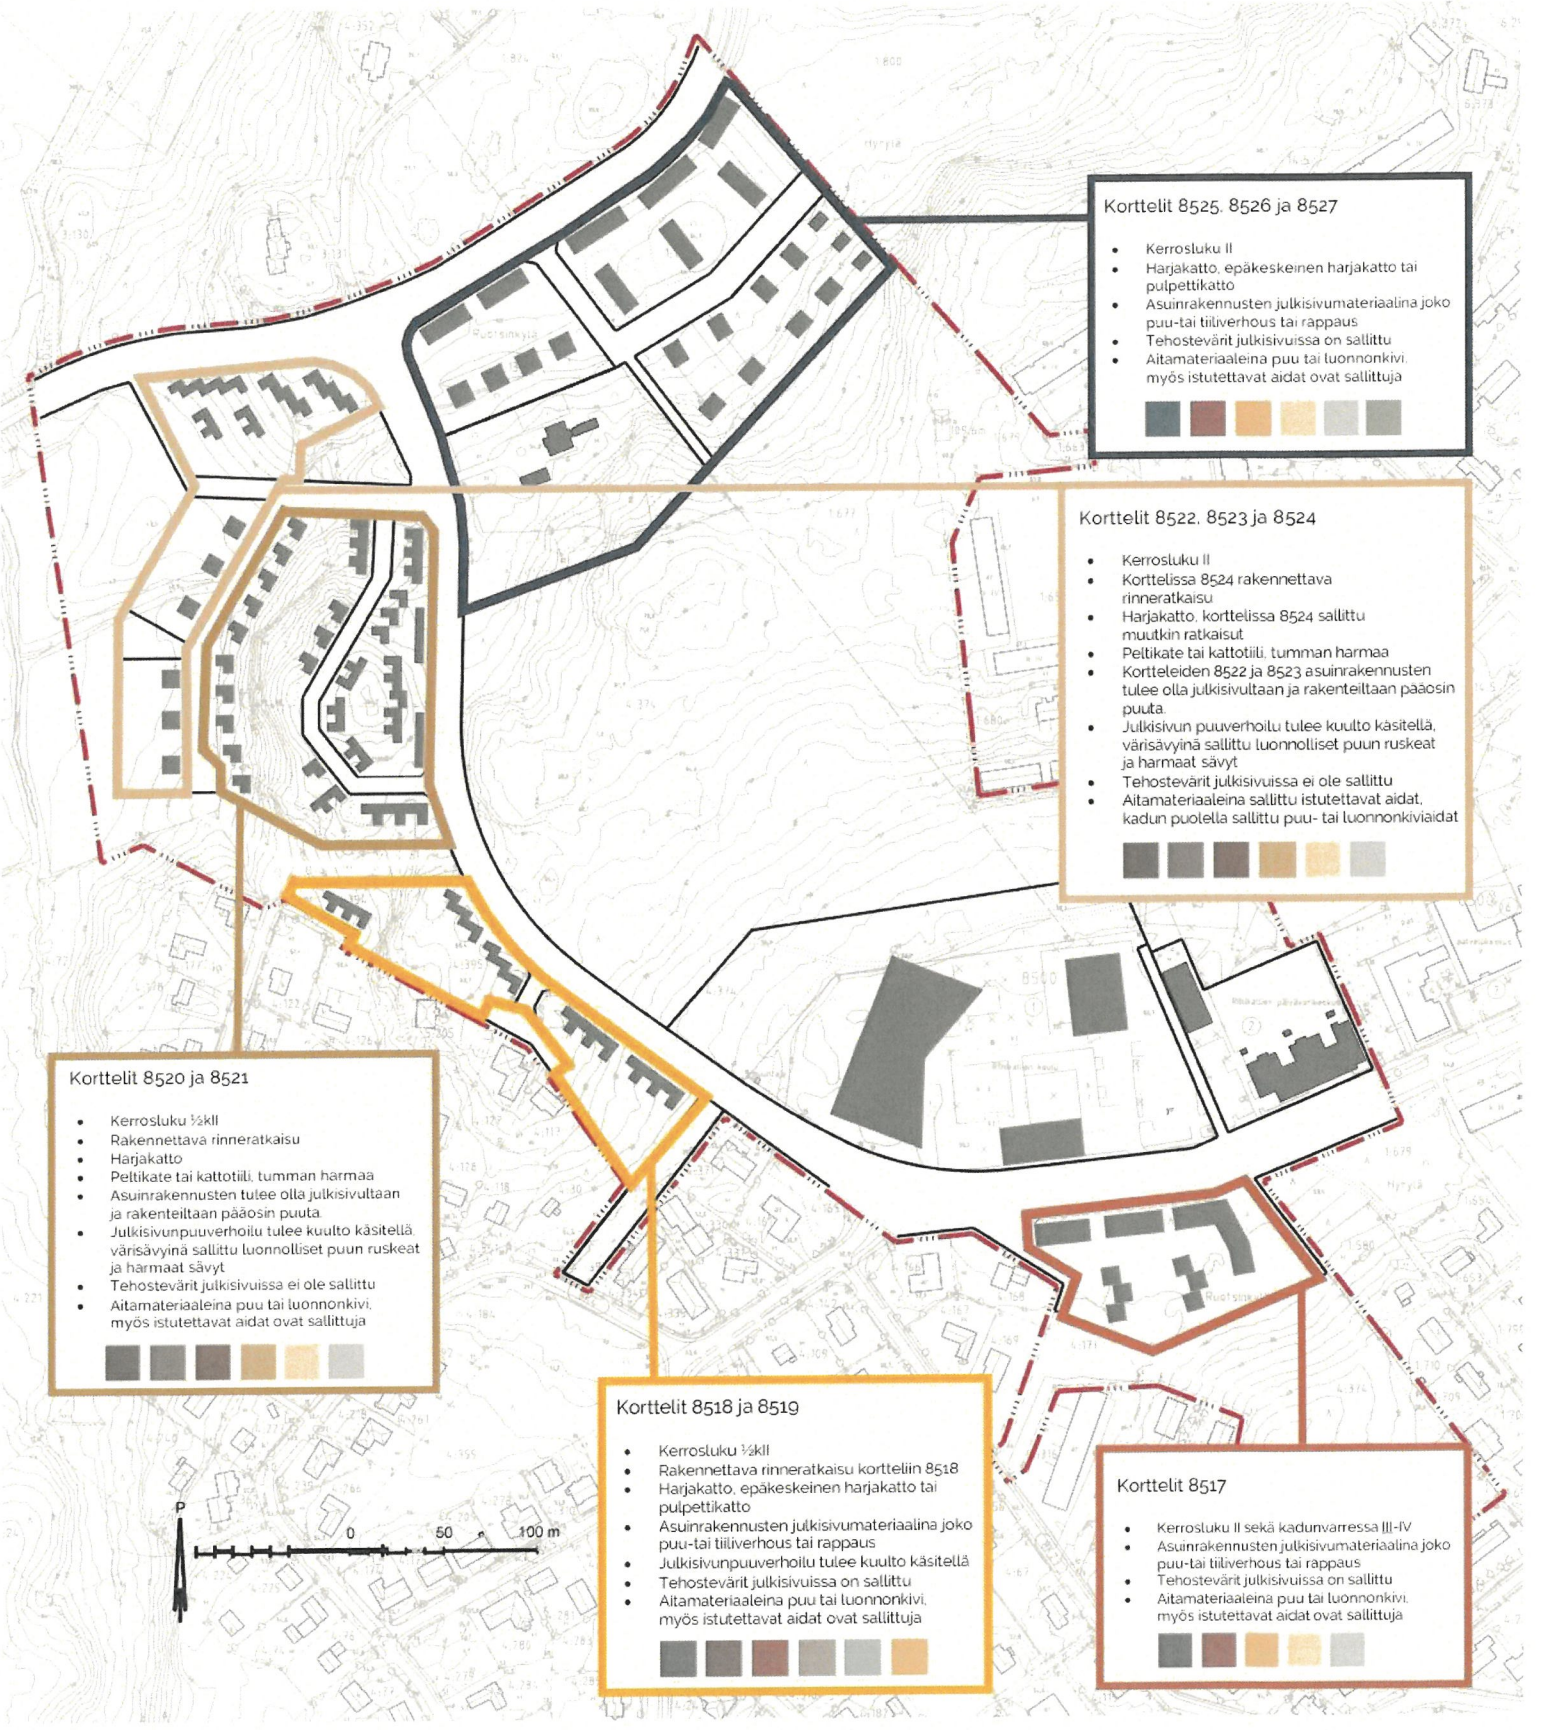 Korttelit 8525, 8526 ja 8527
• Kerrosluku II
• Harjakatto, epäkeskeinen harjakatto tai
pulpettikatto
• Asuinrakennusten julkisivumateriaalina joko
puu-tai tiiliverhous tai rappaus
• Tehostevärit julkisivuissa on sallittu
• Aitamateriaaleina puu tai luonnonkivi,
myös istutettavat aidat ovat sallittuja
Korttelit 8522, 8523 ja 8524
• Kerrosluku II
• Korttelissa 8524 rakennettava
rinneratkaisu
• Harjakatto, korttelissa 8524 sallittu
muutkin ratkaisut
• Peltikate tai kattotiili, tumman harmaa
• Kortteleiden 8522 ja 8523 asuinrakennusten
tulee olla julkisivultaan ja rakenteiltaan pääosin
puuta.
• Julkisivun puuverhoilu tulee kuulto käsitellä,
värisävyinä sallittu luonnolliset puun ruskeat
ja harmaat sävyt
• Tehostevärit julkisivuissa ei ole sallittu
• Aitamateriaaleina sallittu istutettavat aidat,
kadun puolella sallittu puu- tai luonnonkiviaidat
Korttelit 8520 ja 8521
• Kerrosluku ½kII
• Rakennettava rinneratkaisu
• Harjakatto
• Peltikate tai kattotiili, tumman harmaa
• Asuinrakennusten tulee olla julkisivultaan
ja rakenteiltaan pääosin puuta.
• Julkisivunpuuverhoilu tulee kuulto käsitellä,
värisävyinä sallittu luonnolliset puun ruskeat
ja harmaat sävyt
• Tehostevärit julkisivuissa ei ole sallittu
• Aitamateriaaleina puu tai luonnonkivi,
myös istutettavat aidat ovat sallittuja
Korttelit 8518 ja 8519
• Kerrosluku ½kII
• Rakennettava rinneratkaisu kortteliin 8518
• Harjakatto, epäkeskeinen harjakatto tai
pulpettikatto
• Asuinrakennusten julkisivumateriaalina joko
puu-tai tiiliverhous tai rappaus
• Julkisivunpuuverhoilu tulee kuulto käsitellä
• Tehostevärit julkisivuissa on sallittu
• Aitamateriaaleina puu tai luonnonkivi,
myös istutettavat aidat ovat sallittuja
Korttelit 8517
• Kerrosluku II sekä kadunvarressa III-IV
• Asuinrakennusten julkisivumateriaalina joko
puu-tai tiiliverhous tai rappaus
• Tehostevärit julkisivuissa on sallittu
• Aitamateriaaleina puu tai luonnonkivi,
myös istutettavat aidat ovat sallittuja
P
0 50 100 m
Hyrylä
Ruotsinkylä
8500